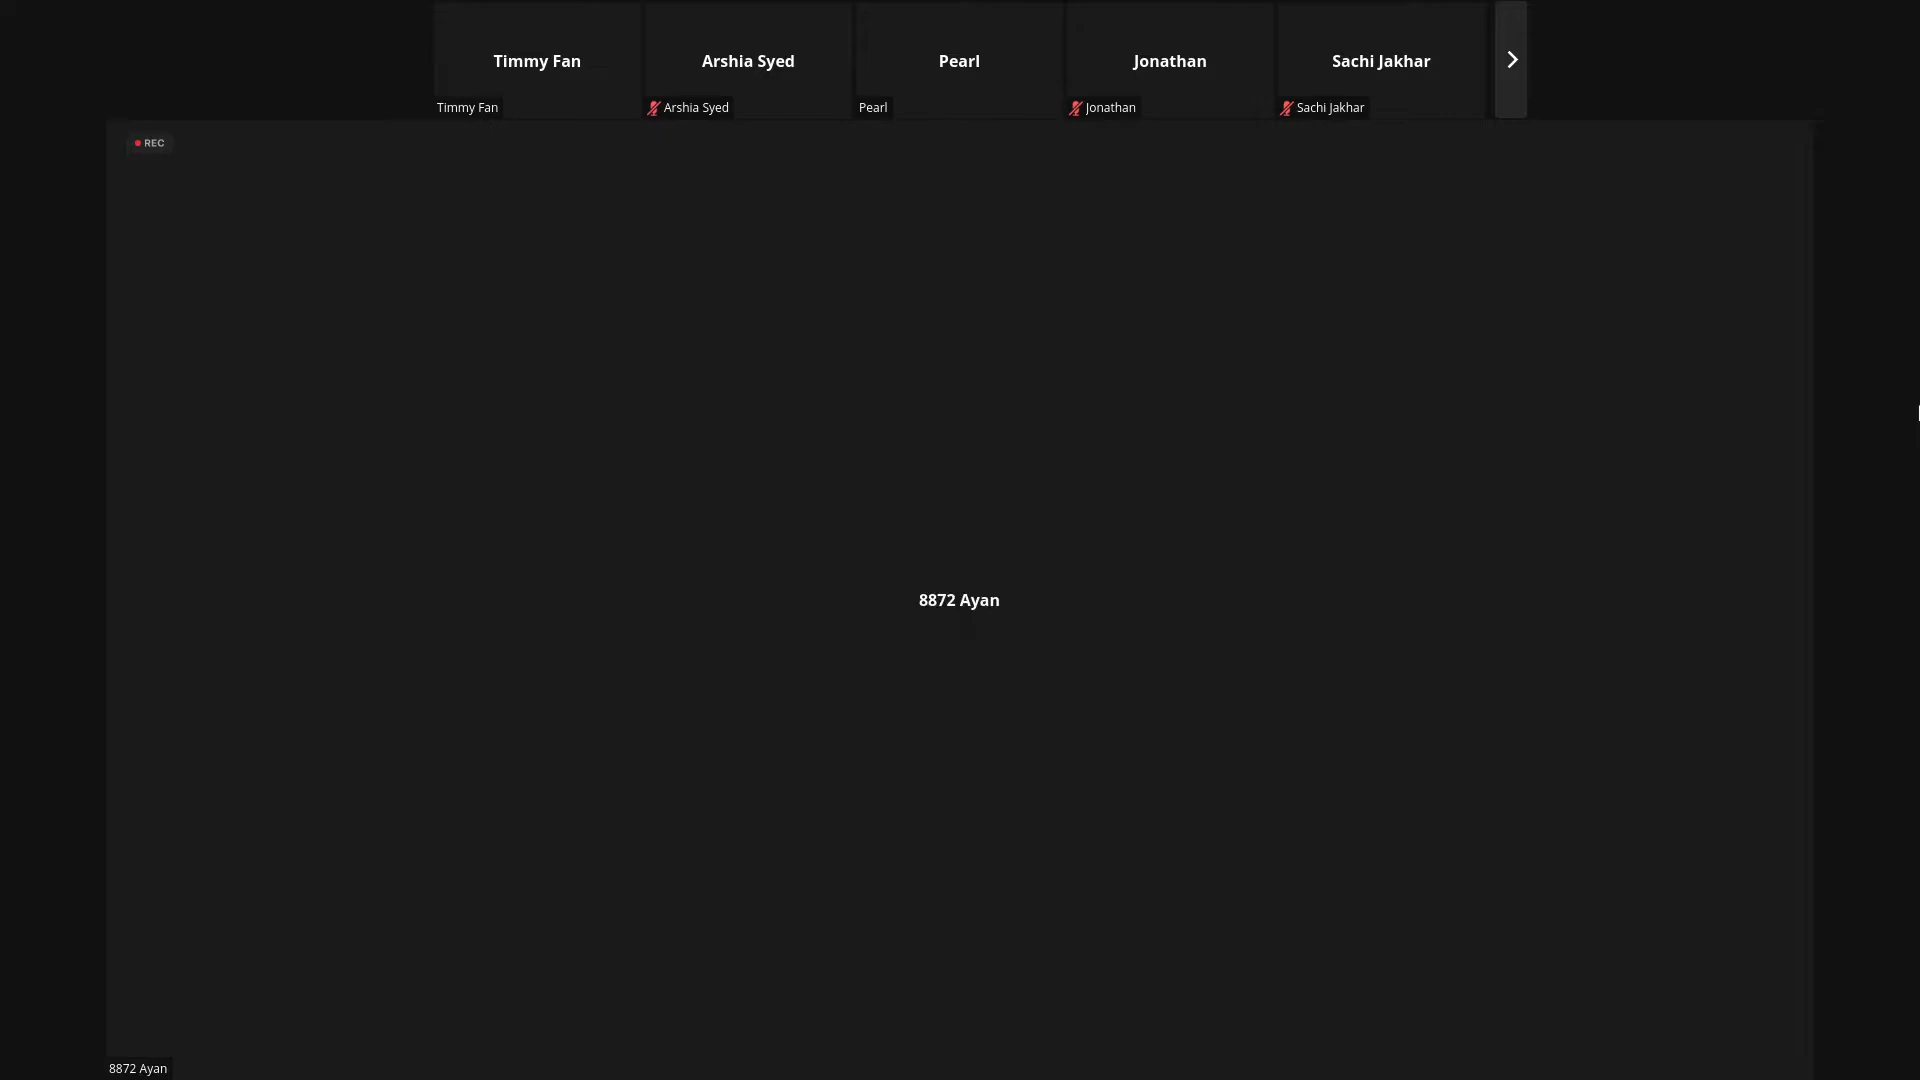 Timmy Fan
Arshia Syed
Pearl
Jonathan
Sachi Jakhar
Timmy Fan
Arshia Syed
Pearl
Jonathan
Sachi Jakhar
REC
8872 Ayan
8872 Ayan